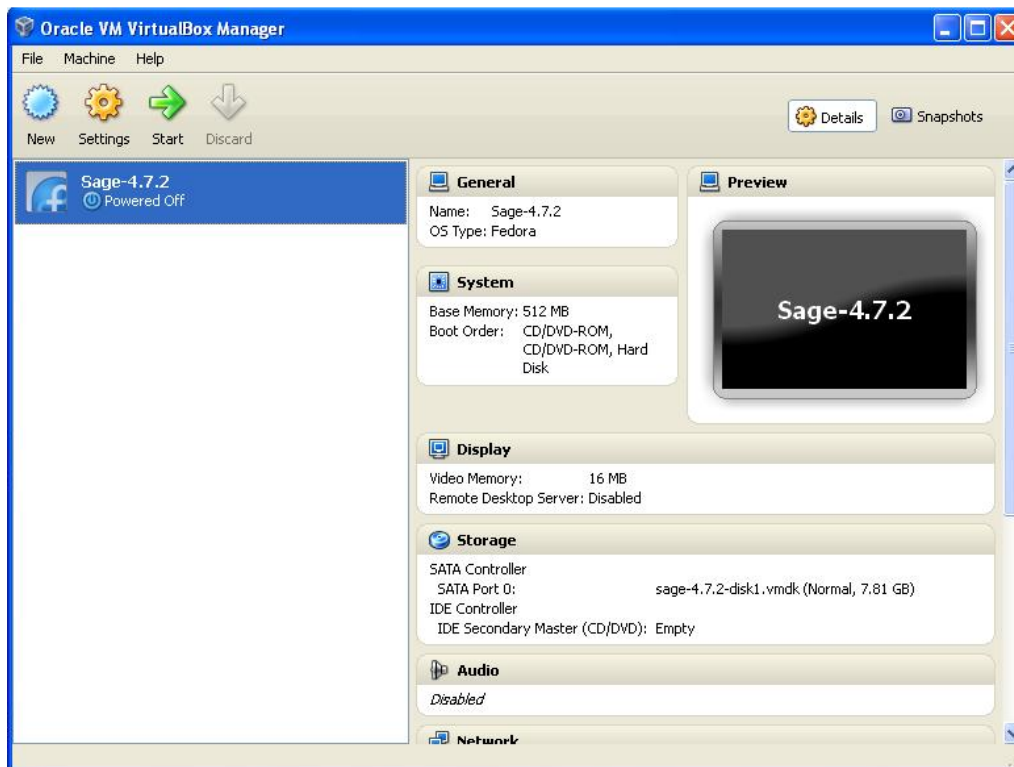 Oracle VM VirtualBox Manager
File Machine Help
New Settings Start Discard
Details Snapshots
Sage-4.7.2
Powered Off
General
Name: Sage-4.7.2
OS Type: Fedora
System
Base Memory: 512 MB
Boot Order: CD/DVD-ROM,
CD/DVD-ROM, Hard
Disk
Preview
Sage-4.7.2
Display
Video Memory: 16 MB
Remote Desktop Server: Disabled
Storage
SATA Controller
SATA Port 0: sage-4.7.2-disk1.vmdk (Normal, 7.81 GB)
IDE Controller
IDE Secondary Master (CD/DVD): Empty
Audio
Disabled
Network